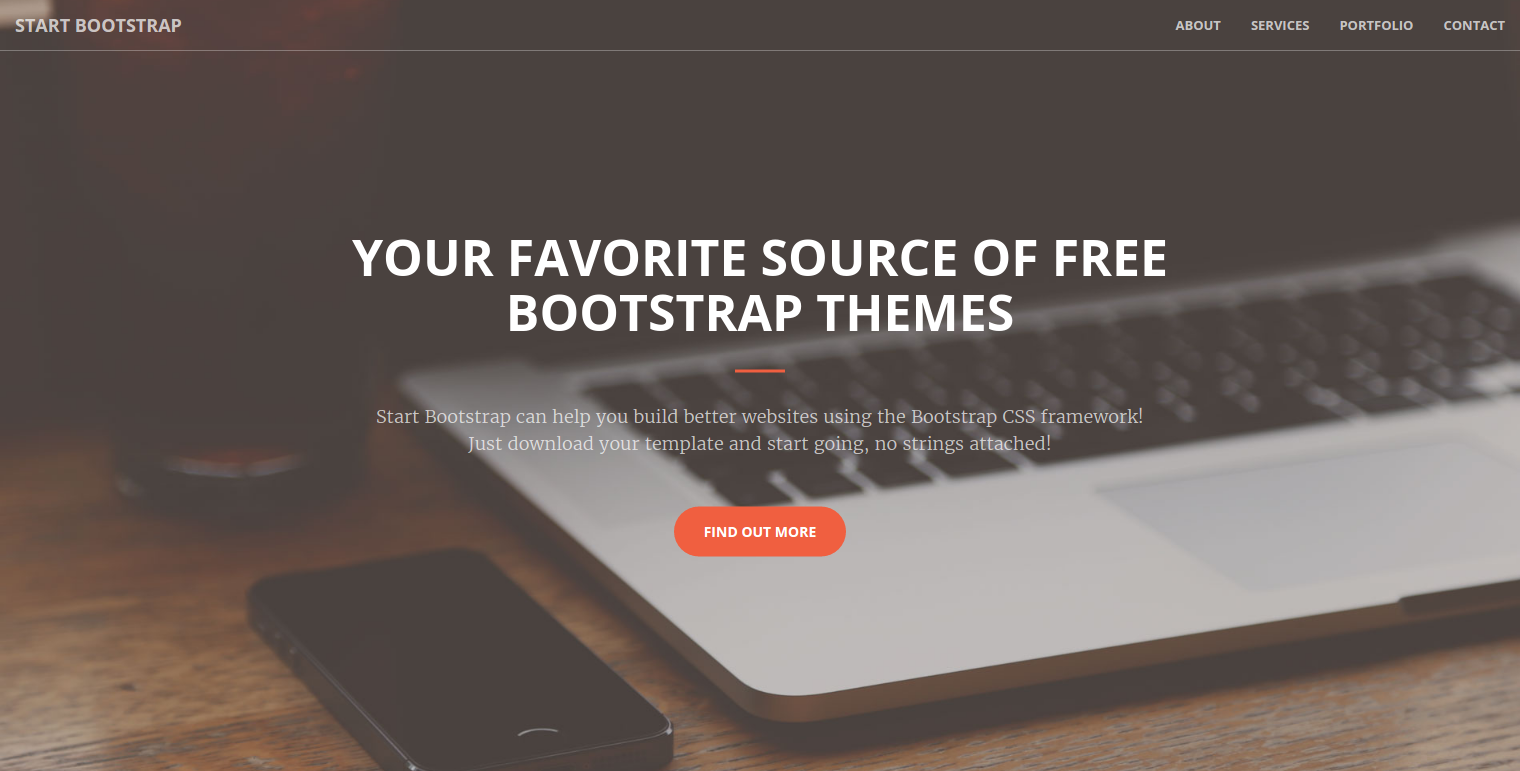 START BOOTSTRAP
ABOUT SERVICES PORTFOLIO CONTACT
YOUR FAVORITE SOURCE OF FREE
BOOTSTRAP THEMES
Start Bootstrap can help you build better websites using the Bootstrap CSS framework!
Just download your template and start going, no strings attached!
FIND OUT MORE